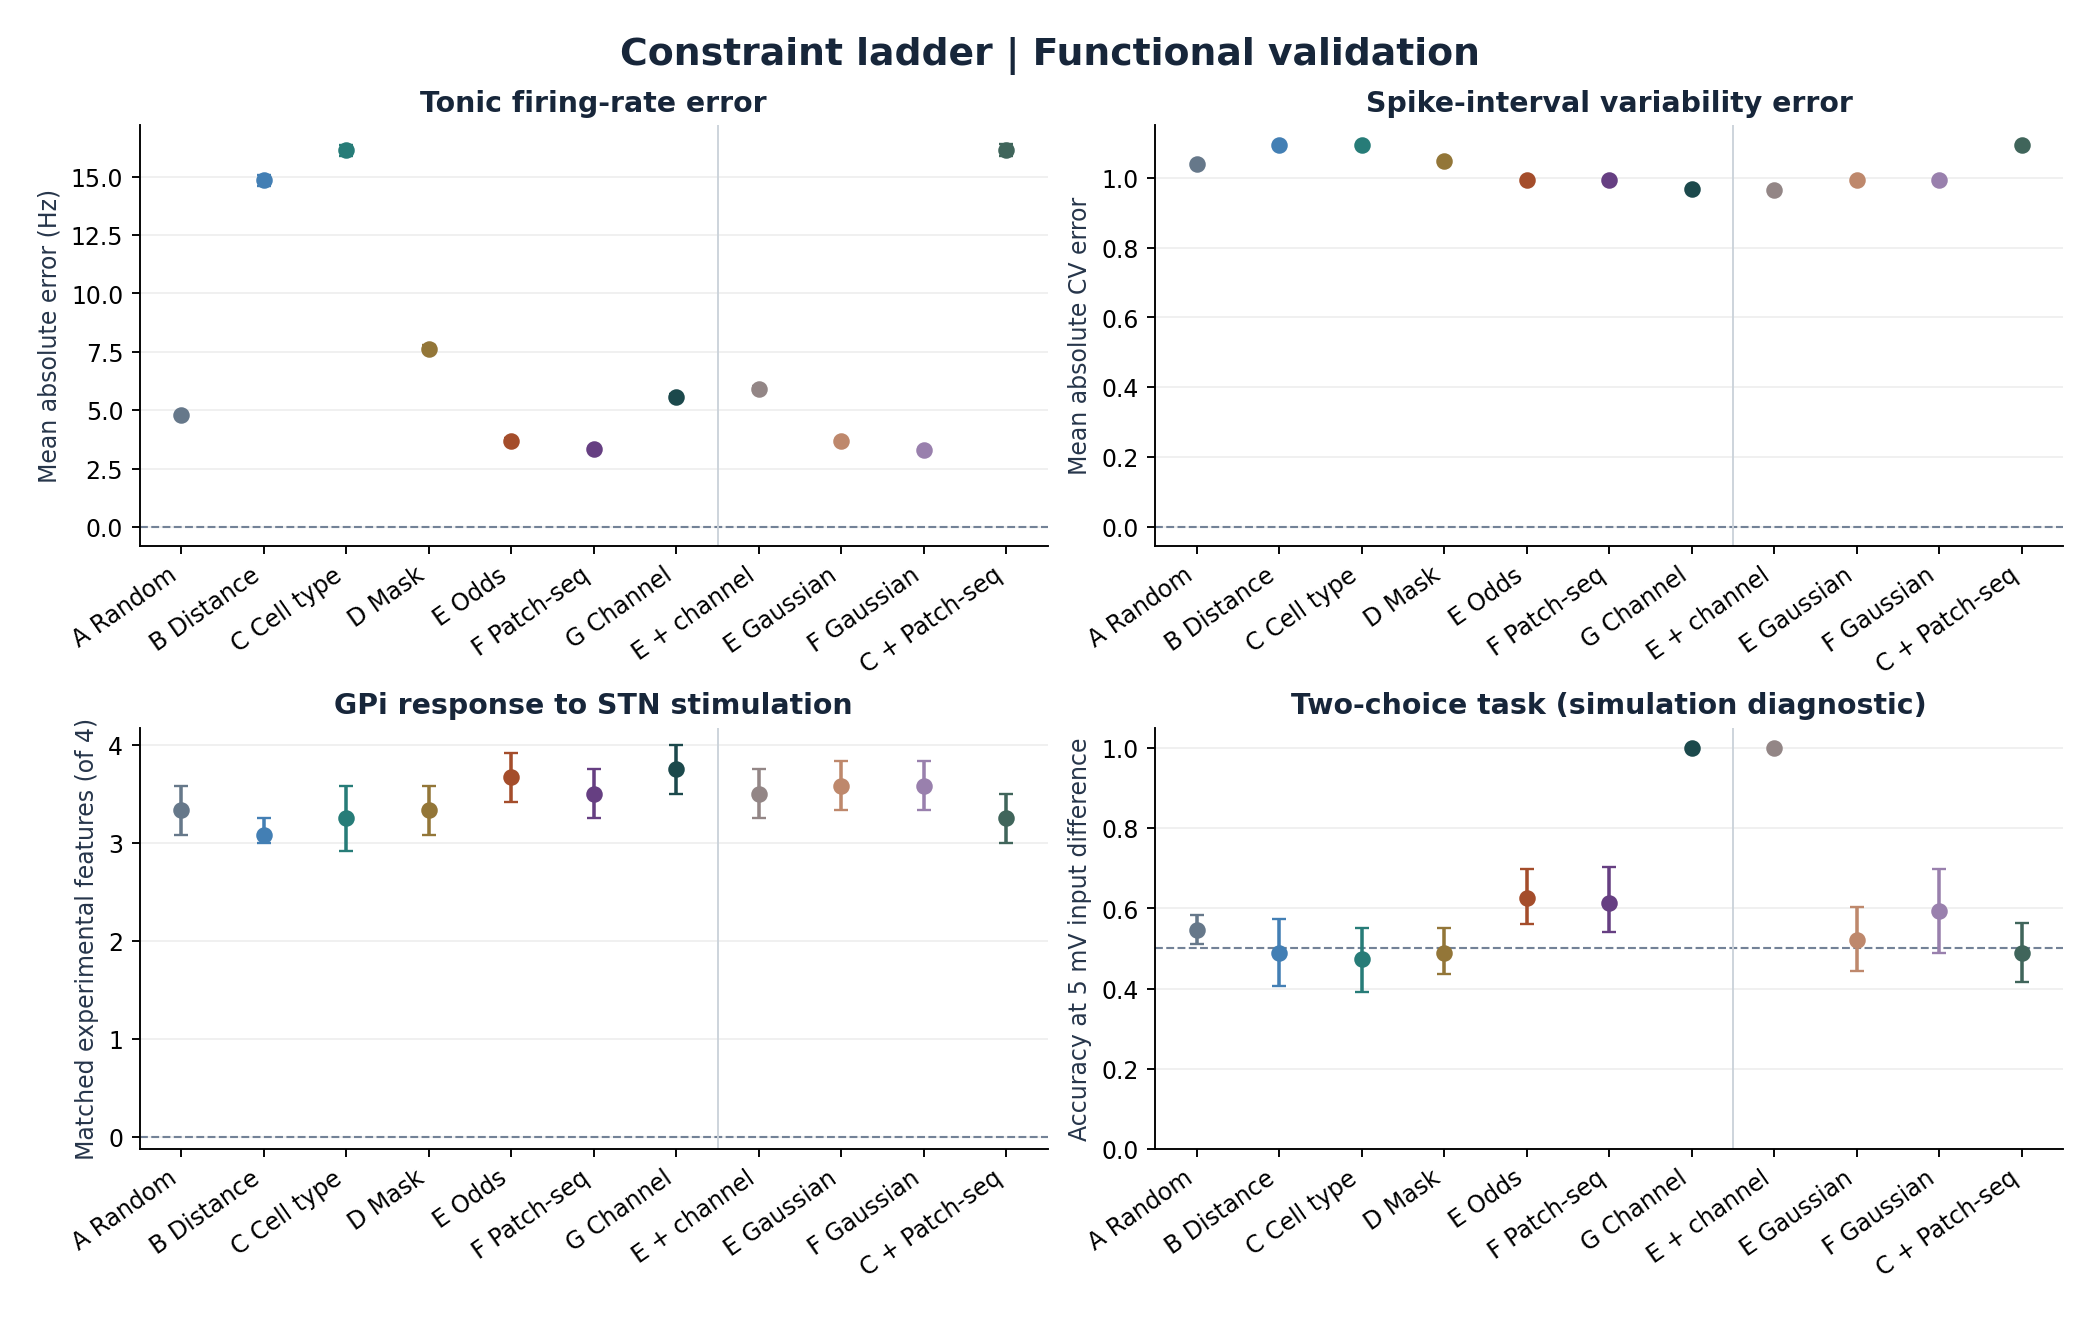 Constraint ladder | Functional validation
Tonic firing-rate error
Mean absolute error (Hz)
15.0
12.5
10.0
7.5
5.0
2.5
0.0
A Random
B Distance
C Cell type
D Mask
E Odds
F Patch-seq
G Channel
E + channel
E Gaussian
F Gaussian
C + Patch-seq
Spike-interval variability error
Mean absolute CV error
1.0
0.8
0.6
0.4
0.2
0.0
A Random
B Distance
C Cell type
D Mask
E Odds
F Patch-seq
G Channel
E + channel
E Gaussian
F Gaussian
C + Patch-seq
GPi response to STN stimulation
Matched experimental features (of 4)
4
3
2
1
0
A Random
B Distance
C Cell type
D Mask
E Odds
F Patch-seq
G Channel
E + channel
E Gaussian
F Gaussian
C + Patch-seq
Two-choice task (simulation diagnostic)
Accuracy at 5 mV input difference
1.0
0.8
0.6
0.4
0.2
0.0
A Random
B Distance
C Cell type
D Mask
E Odds
F Patch-seq
G Channel
E + channel
E Gaussian
F Gaussian
C + Patch-seq